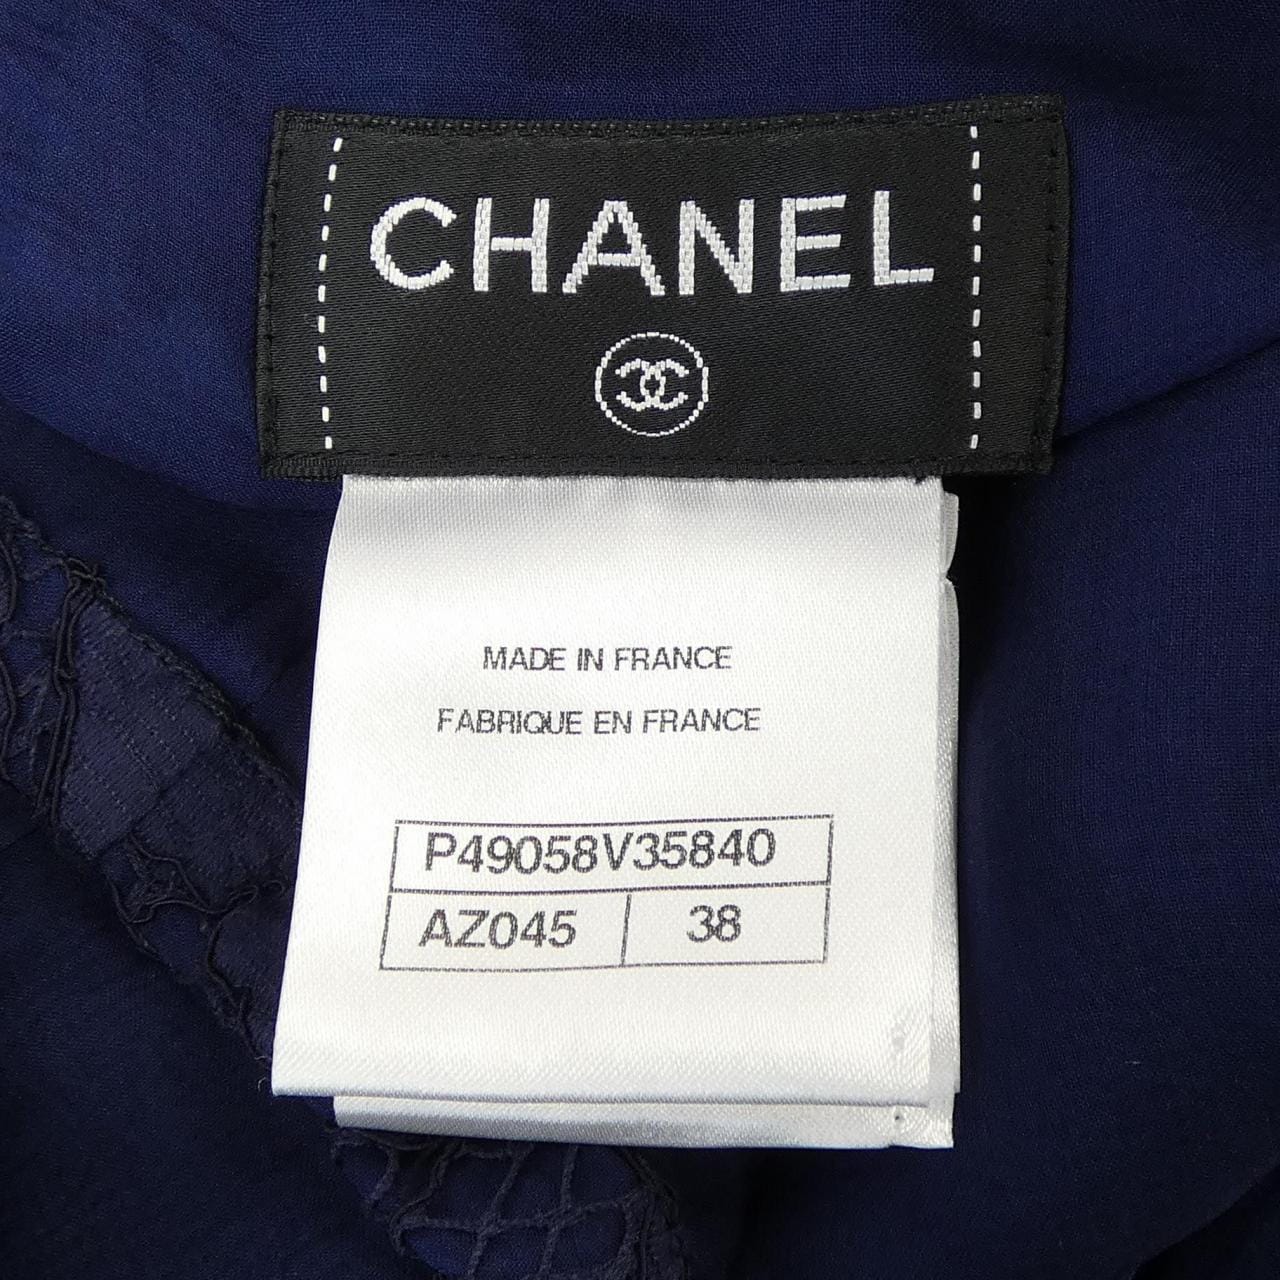 CHANEL
MADE IN FRANCE
FABRIQUE EN FRANCE
P49058V35840
AZ045 38